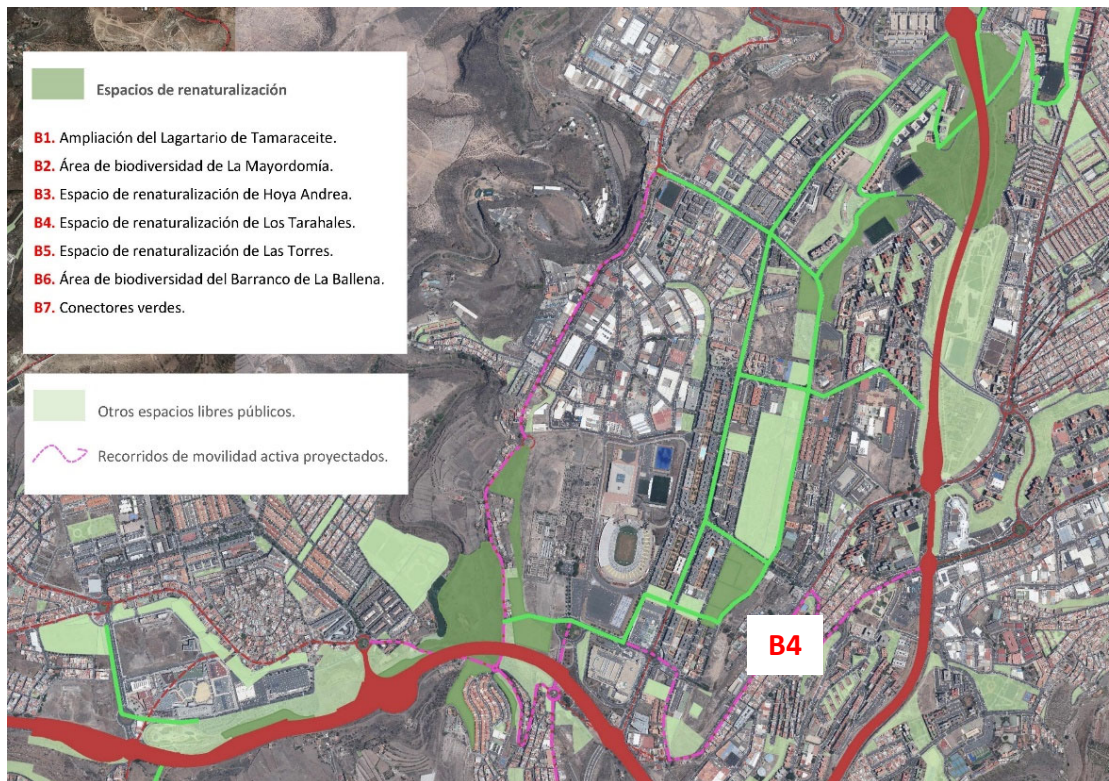 Espacios de renaturalización
B1. Ampliación del Lagartario de Tamaraceite.
B2. Área de biodiversidad de La Mayordomía.
B3. Espacio de renaturalización de Hoya Andrea.
B4. Espacio de renaturalización de Los Tarahales.
B5. Espacio de renaturalización de Las Torres.
B6. Área de biodiversidad del Barranco de La Ballena.
B7. Conectores verdes.
Otros espacios libres públicos.
Recorridos de movilidad activa proyectados.
B4